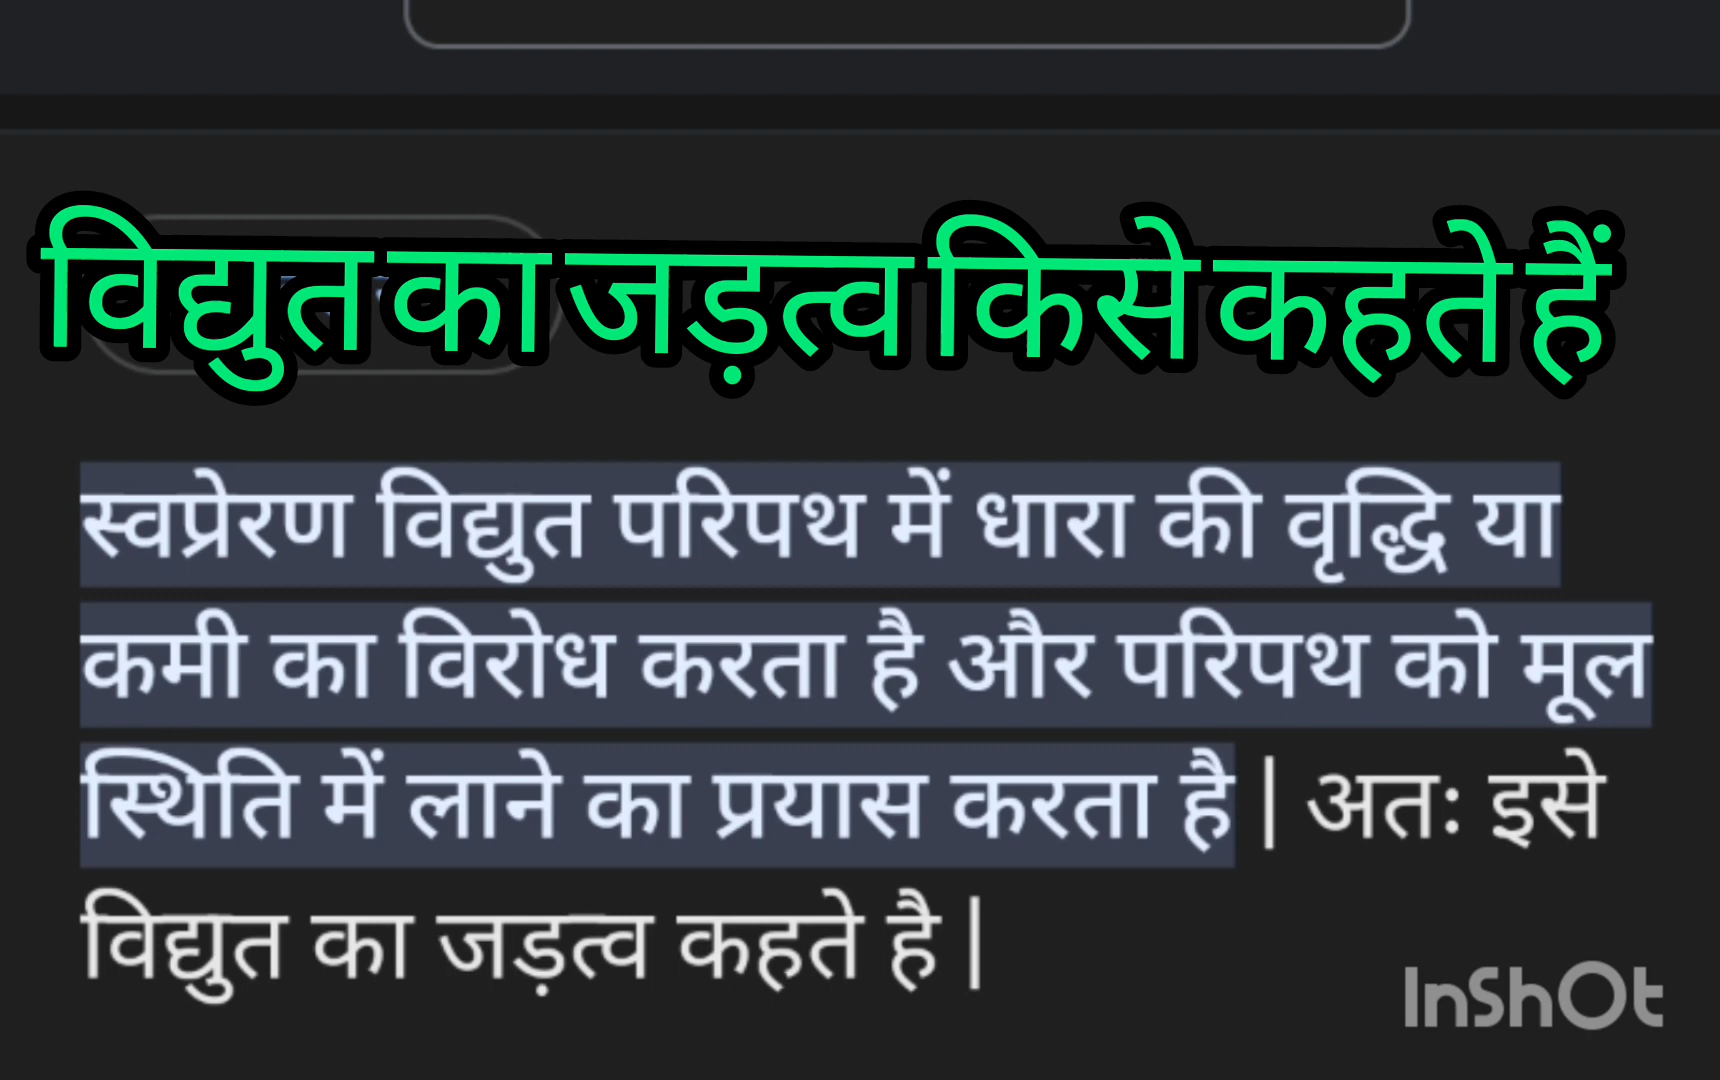 विद्युत का जड़त्व किसे कहते हैं
स्वप्रेरण विद्युत परिपथ में धारा की वृद्धि या
कमी का विरोध करता है और परिपथ को मूल
स्थिति में लाने का प्रयास करता है | अतः इसे
विद्युत का जड़त्व कहते है |
InShOt